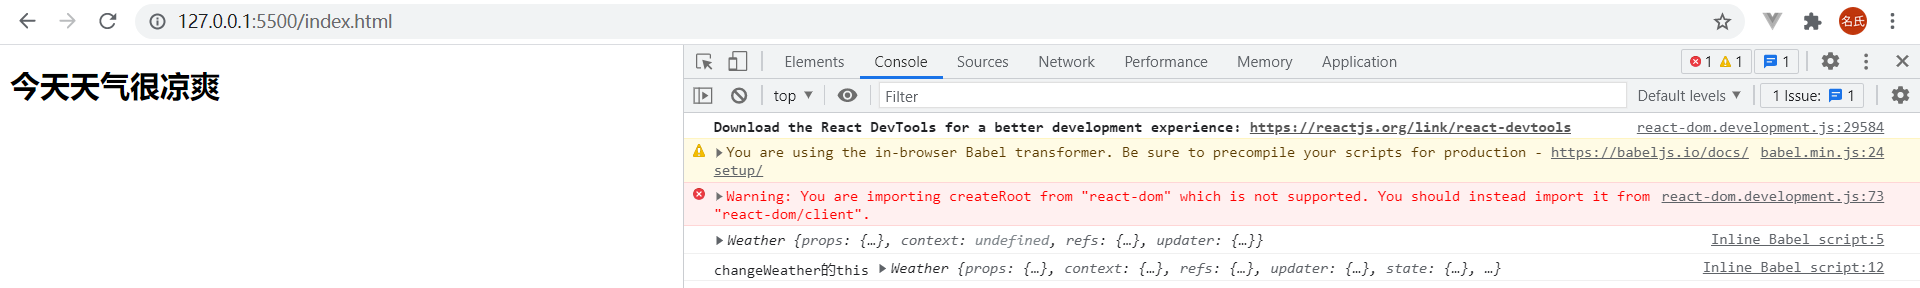 127.0.0.1:5500/index.html
名氏
今天天气很凉爽
Elements Console Sources Network Performance Memory Application 1 1 1
top Filter Default levels 1 Issue: 1
Download the React DevTools for a better development experience: https://reactjs.org/link/react-devtools react-dom.development.js:29584
You are using the in-browser Babel transformer. Be sure to precompile your scripts for production - https://babeljs.io/docs/ babel.min.js:24
setup/
Warning: You are importing createRoot from "react-dom" which is not supported. You should instead import it from react-dom.development.js:73
"react-dom/client".
Weather {props: {…}, context: undefined, refs: {…}, updater: {…}} Inline Babel script:5
changeWeather的this Weather {props: {…}, context: {…}, refs: {…}, updater: {…}, state: {…}, …} Inline Babel script:12